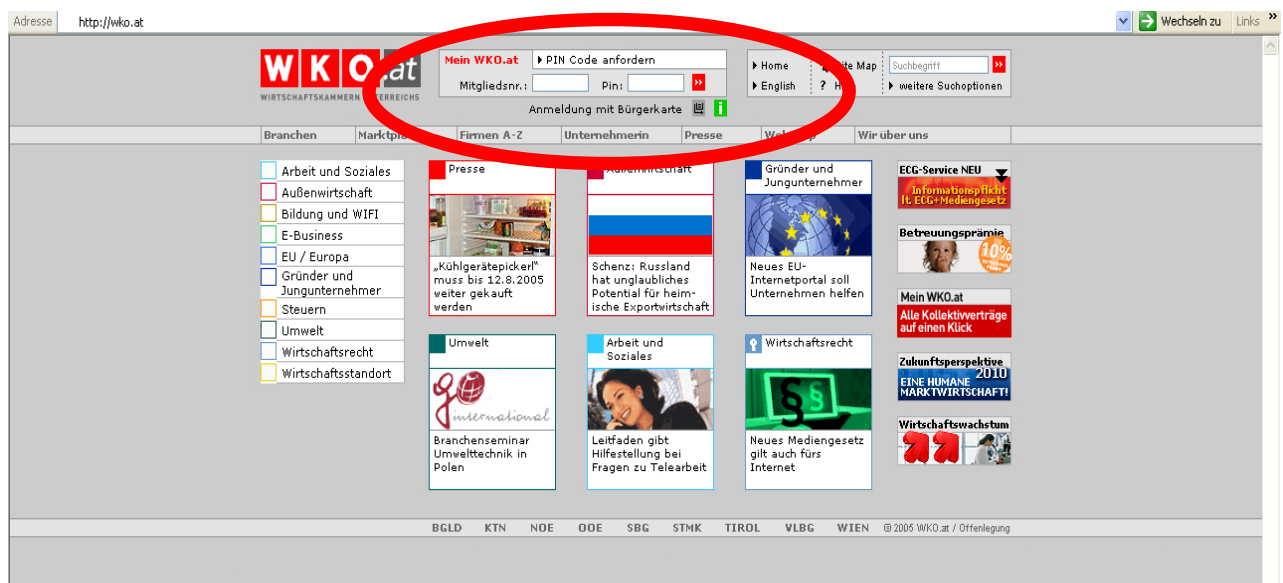 Adresse http://wko.at Wechseln zu Links »
WKO.at
WIRTSCHAFTSKAMMERN
Mein WKO.at PIN Code anfordern
Mitgliedsnr.: Pin: »
Anmeldung mit Bürgerkarte i
Home Map Suchbegriff »
English ? weitere Suchoptionen
Branchen Firmen A-Z Unternehmerin Presse Wir über uns
Arbeit und Soziales
Außenwirtschaft
Bildung und WIFI
E-Business
EU / Europa
Gründer und
Jungunternehmer
Steuern
Umwelt
Wirtschaftsrecht
Wirtschaftsstandort
Presse
„Kühlgerätepickerl"
muss bis 12.8.2005
weiter gekauft
werden
Außenwirtschaft
Schenz: Russland
hat unglaubliches
Potential für heim-
ische Exportwirtschaft
Gründer und
Jungunternehmer
Neues EU-
Internetportal soll
Unternehmen helfen
Umwelt
international
Branchenseminar
Umwelttechnik in
Polen
Arbeit und
Soziales
Leitfaden gibt
Hilfestellung bei
Fragen zu Telearbeit
Wirtschaftsrecht
§ §
Neues Mediengesetz
gilt auch fürs
Internet
ECG-Service NEU
Informationspflicht
lt. ECG+Mediengesetz
Betreuungsprämie
10%
Mein WKO.at
Alle Kollektivverträge
auf einen Klick
Zukunftsperspektive
2010
EINE HUMANE
MARKTWIRTSCHAFT!
Wirtschaftswachstum
BGLD KTN NOE OOE SBG STMK TIROL VLBG WIEN © 2005 WKO.at / Offenlegung